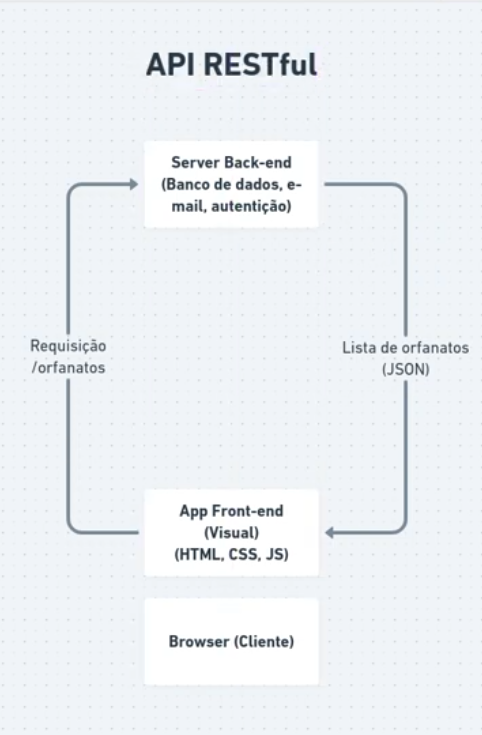 API RESTful
Server Back-end
(Banco de dados, e-
mail, autentição)
Requisição
/orfanatos
Lista de orfanatos
(JSON)
App Front-end
(Visual)
(HTML, CSS, JS)
Browser (Cliente)